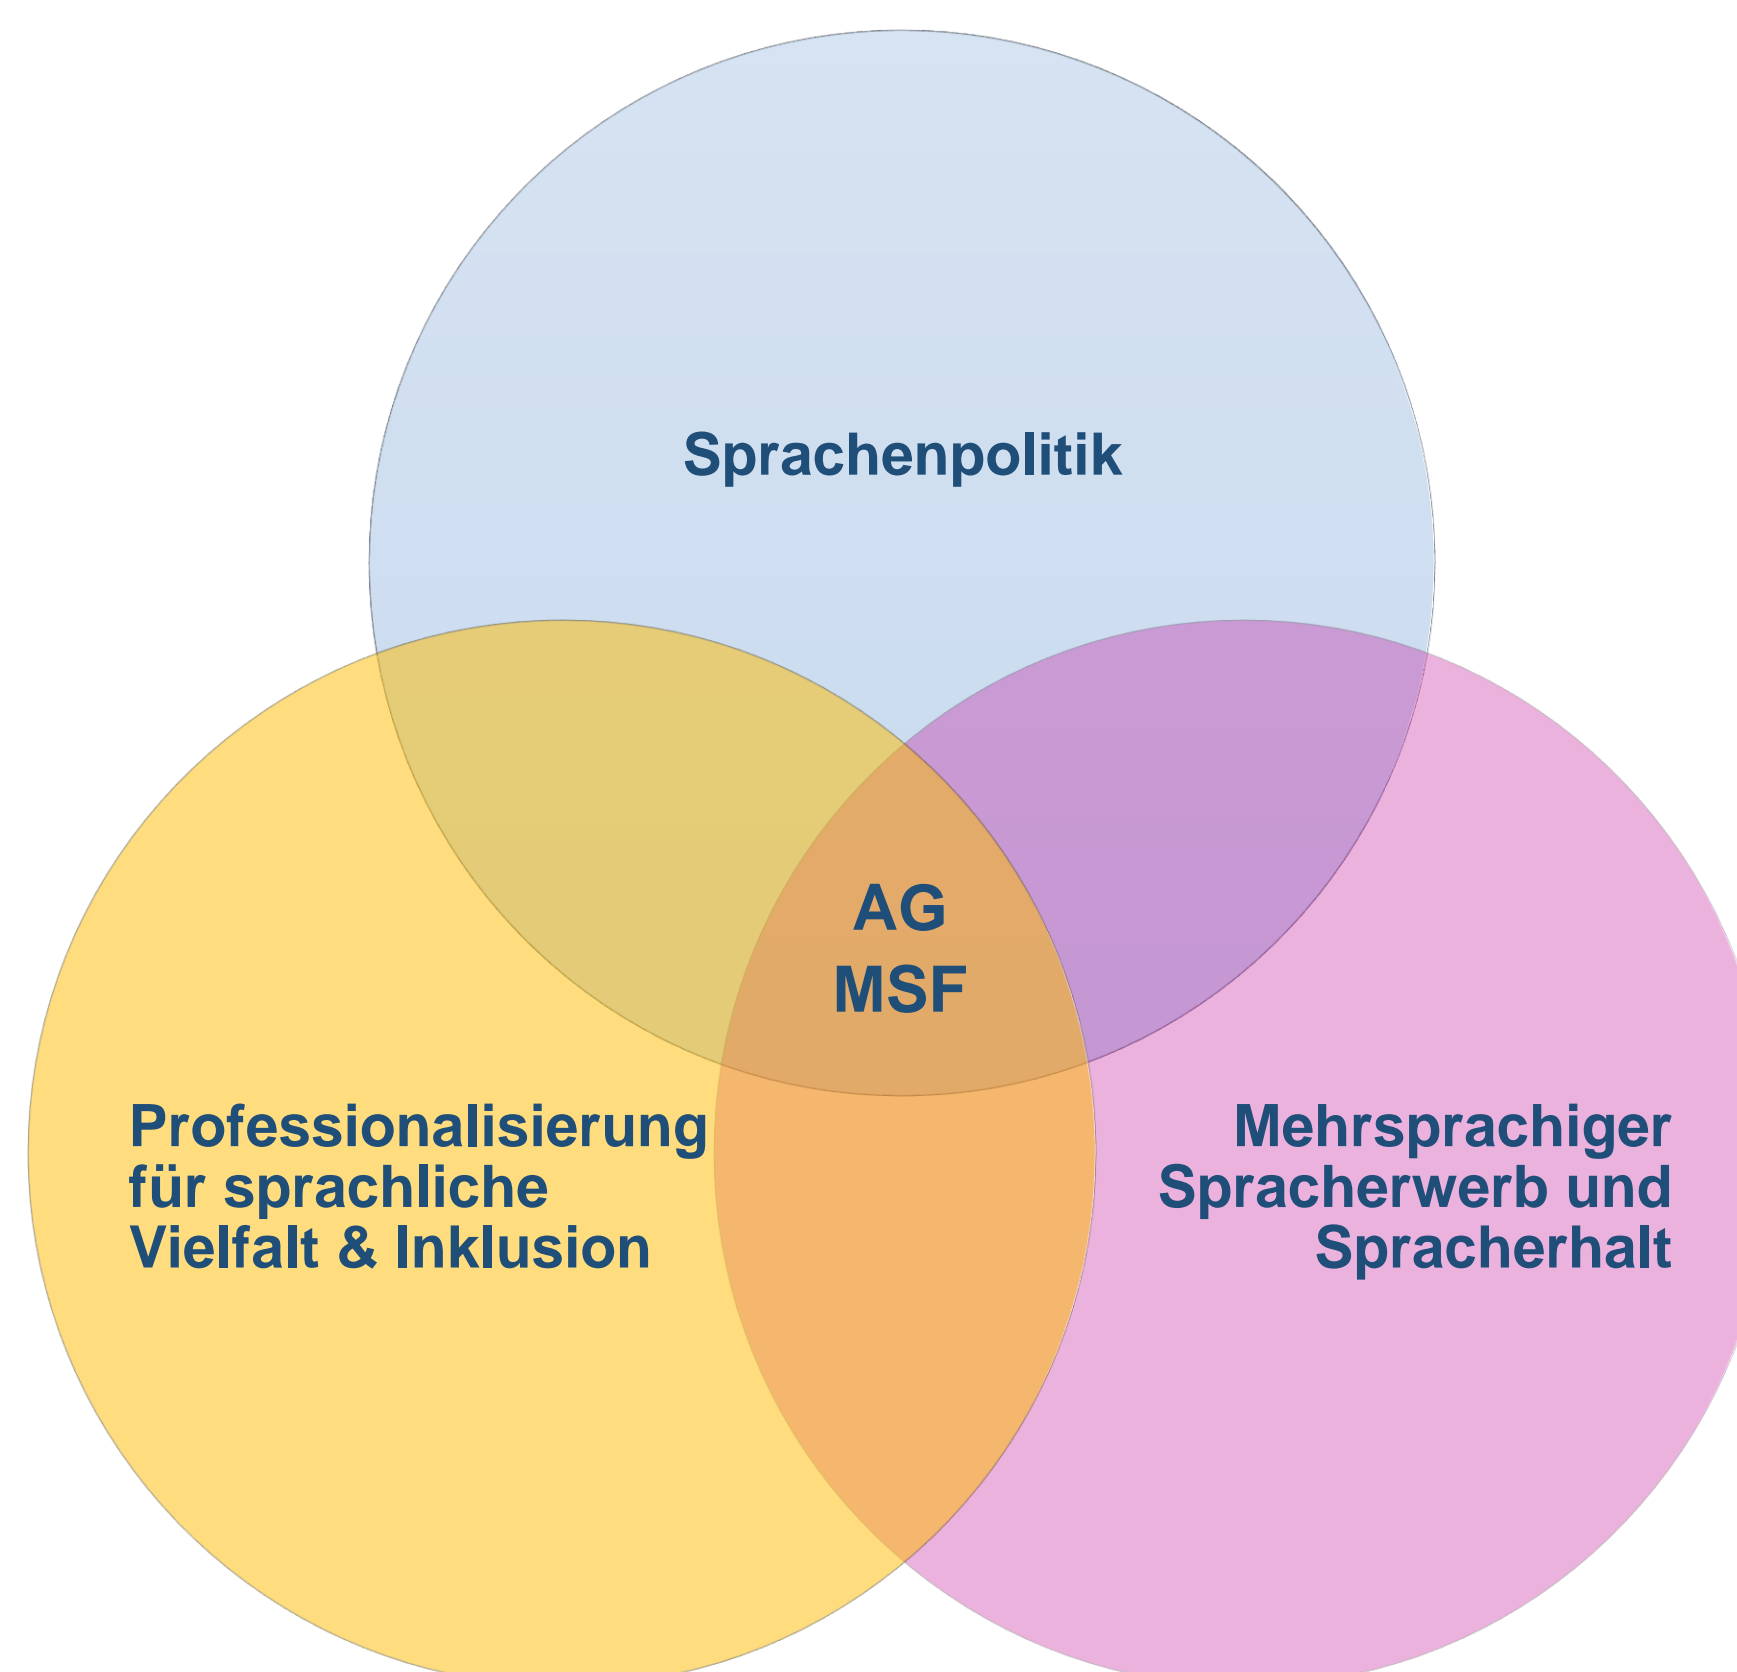 Sprachenpolitik
AG
MSF
Professionalisierung
für sprachliche
Vielfalt & Inklusion
Mehrsprachiger
Spracherwerb und
Spracherhalt